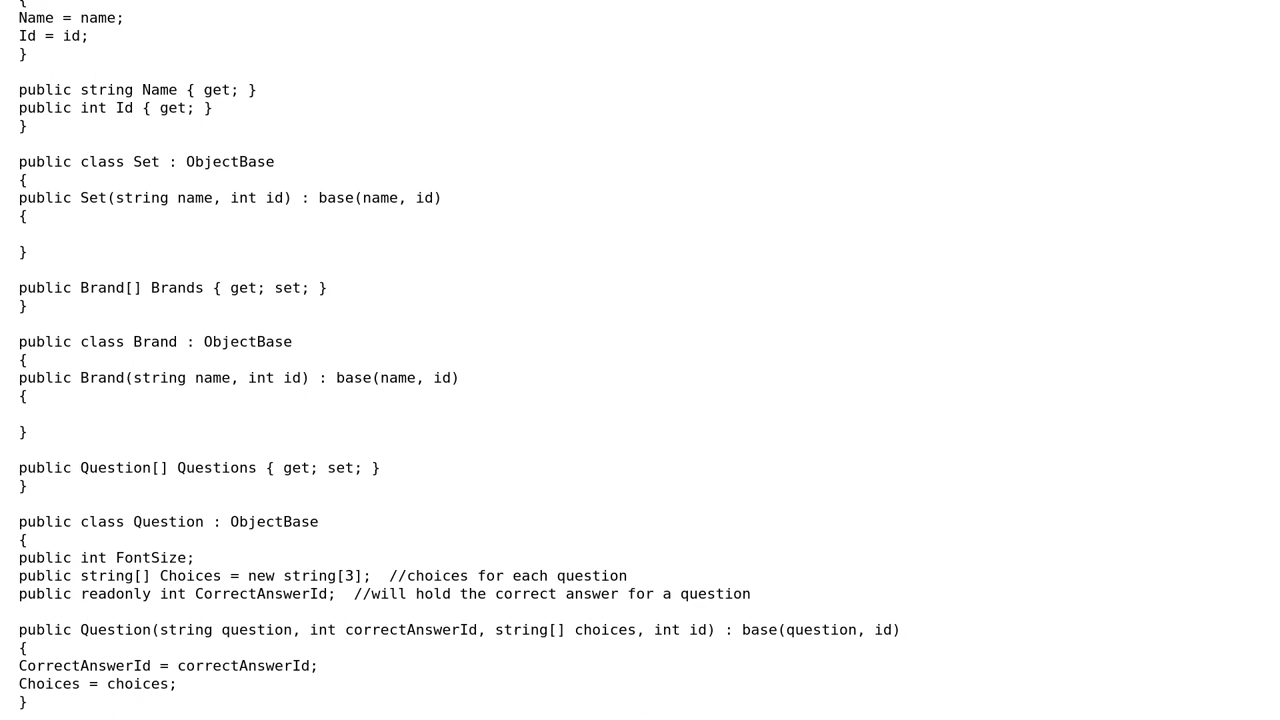 {
Name = name;
Id = id;
}
public string Name { get; }
public int Id { get; }
}
public class Set : ObjectBase
{
public Set(string name, int id) : base(name, id)
{
}
public Brand[] Brands { get; set; }
}
public class Brand : ObjectBase
{
public Brand(string name, int id) : base(name, id)
{
}
public Question[] Questions { get; set; }
}
public class Question : ObjectBase
{
public int FontSize;
public string[] Choices = new string[3];  //choices for each question
public readonly int CorrectAnswerId;  //will hold the correct answer for a question
public Question(string question, int correctAnswerId, string[] choices, int id) : base(question, id)
{
CorrectAnswerId = correctAnswerId;
Choices = choices;
}